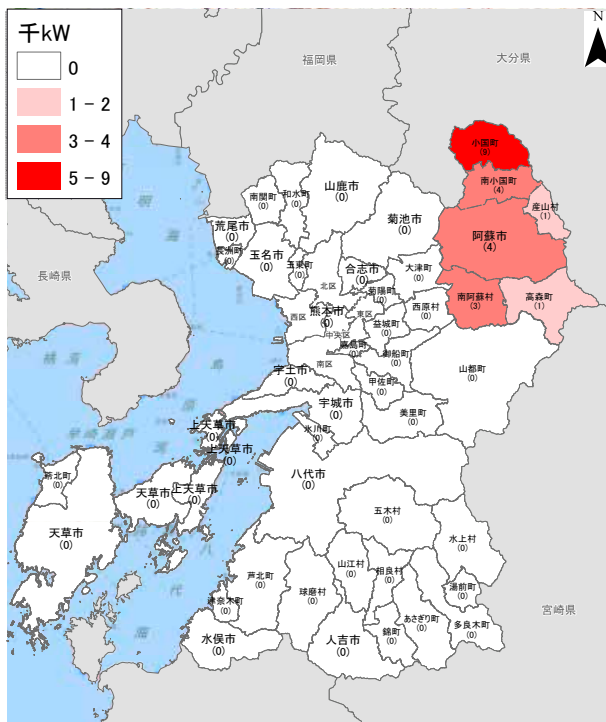 千kW
0
1 - 2
3 - 4
5 - 9
N
福岡県
大分県
長崎県
宮崎県
小国町
(9)
南小国町
(4)
産山村
(1)
阿蘇市
(4)
南阿蘇村
(3)
高森町
(1)
山鹿市
(0)
菊池市
(0)
南関町
(0)
和水町
(0)
荒尾市
(0)
長洲町
(0)
玉名市
(0)
玉東町
(0)
合志市
(0)
大津町
(0)
菊陽町
(0)
西原村
(0)
北区
西区
東区
中央区
南区
熊本市
(0)
益城町
(0)
嘉島町
(0)
御船町
(0)
甲佐町
(0)
山都町
(0)
宇土市
(0)
宇城市
(0)
美里町
(0)
氷川町
(0)
上天草市
(0)
上天草市
(0)
上天草市
(0)
天草市
(0)
天草市
(0)
苓北町
(0)
八代市
(0)
五木村
(0)
水上村
(0)
山江村
(0)
相良村
(0)
湯前町
(0)
芦北町
(0)
球磨村
(0)
津奈木町
(0)
水俣市
(0)
人吉市
(0)
錦町
(0)
あさぎり町
(0)
多良木町
(0)